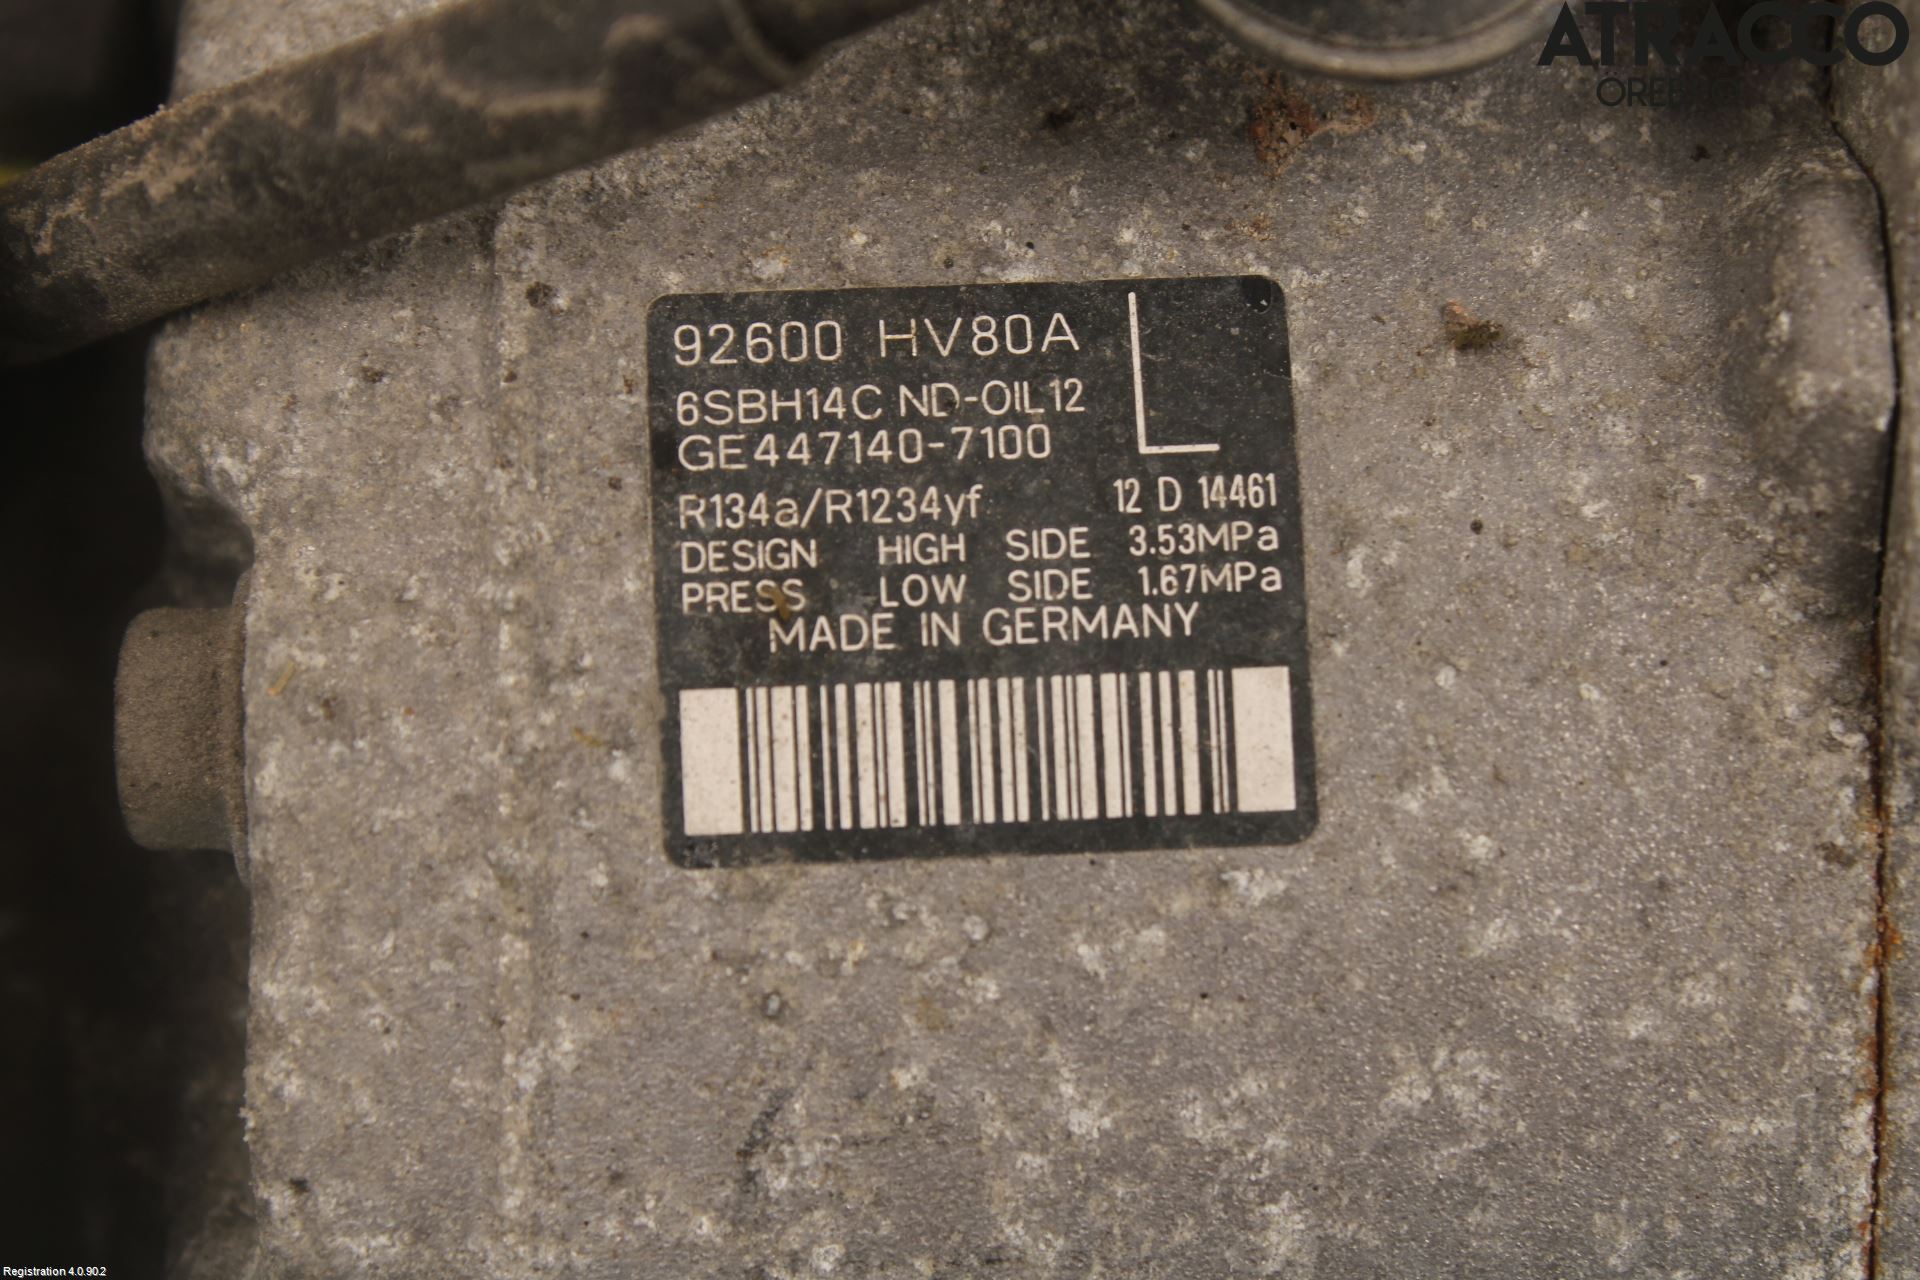 ATRACCO
ÖREBRO
92600 HV80A
L
6SBH14C ND-OIL12
GE447140-7100
R134a/R1234yf 12 D 14461
DESIGN HIGH SIDE 3.53MPa
PRESS LOW SIDE 1.67MPa
MADE IN GERMANY
Registration 4.0.90.2